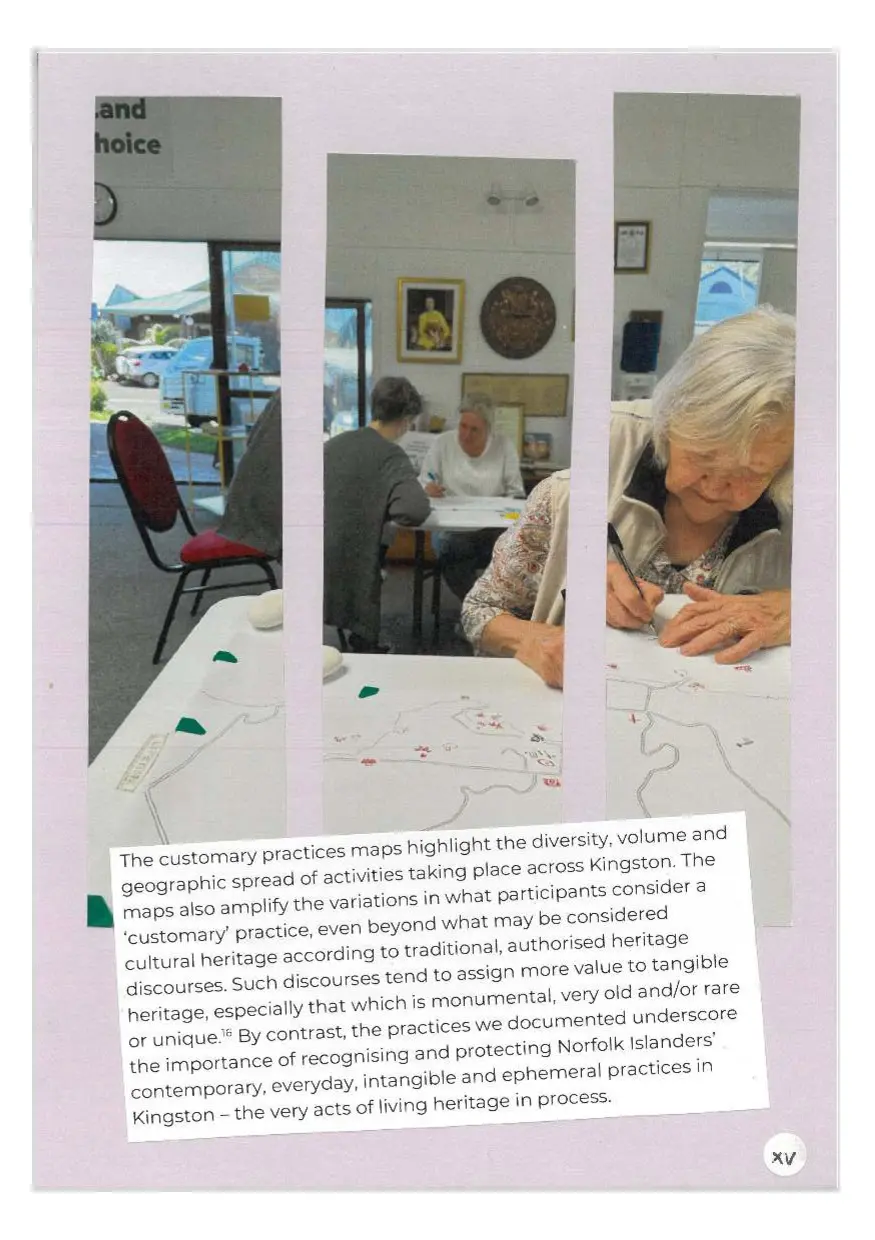 .and
hoice
The customary practices maps highlight the diversity, volume and
geographic spread of activities taking place across Kingston. The
maps also amplify the variations in what participants consider a
‘customary’ practice, even beyond what may be considered
cultural heritage according to traditional, authorised heritage
discourses. Such discourses tend to assign more value to tangible
heritage, especially that which is monumental, very old and/or rare
or unique.¹⁶ By contrast, the practices we documented underscore
the importance of recognising and protecting Norfolk Islanders’
contemporary, everyday, intangible and ephemeral practices in
Kingston – the very acts of living heritage in process.
XV